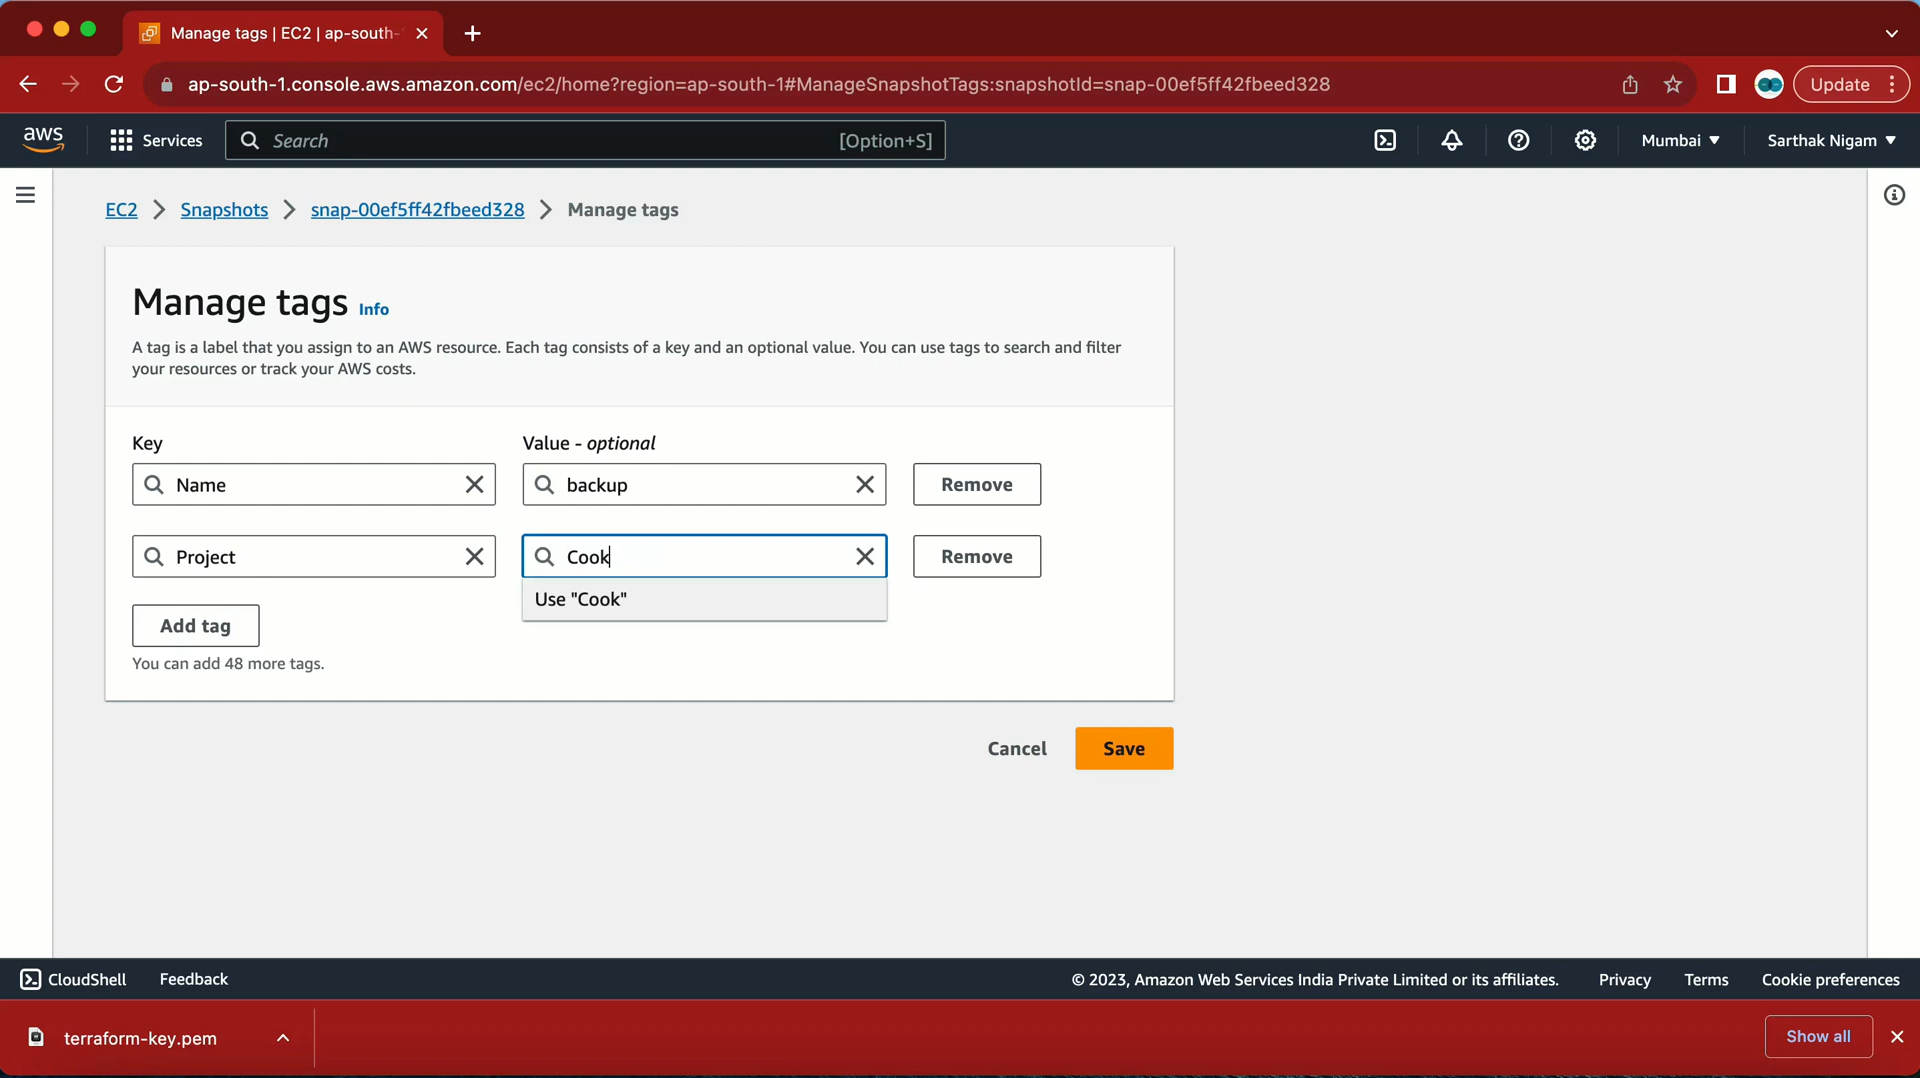 Manage tags | EC2 | ap-south-
ap-south-1.console.aws.amazon.com/ec2/home?region=ap-south-1#ManageSnapshotTags:snapshotId=snap-00ef5ff42fbeed328
Update
aws
Services
Search
[Option+S]
Mumbai
Sarthak Nigam
EC2
Snapshots
snap-00ef5ff42fbeed328
Manage tags
Manage tags
Info
A tag is a label that you assign to an AWS resource. Each tag consists of a key and an optional value. You can use tags to search and filter
your resources or track your AWS costs.
Key
Value - optional
Name
backup
Remove
Project
Cook
Remove
Use "Cook"
Add tag
You can add 48 more tags.
Cancel
Save
CloudShell
Feedback
© 2023, Amazon Web Services India Private Limited or its affiliates.
Privacy
Terms
Cookie preferences
terraform-key.pem
Show all